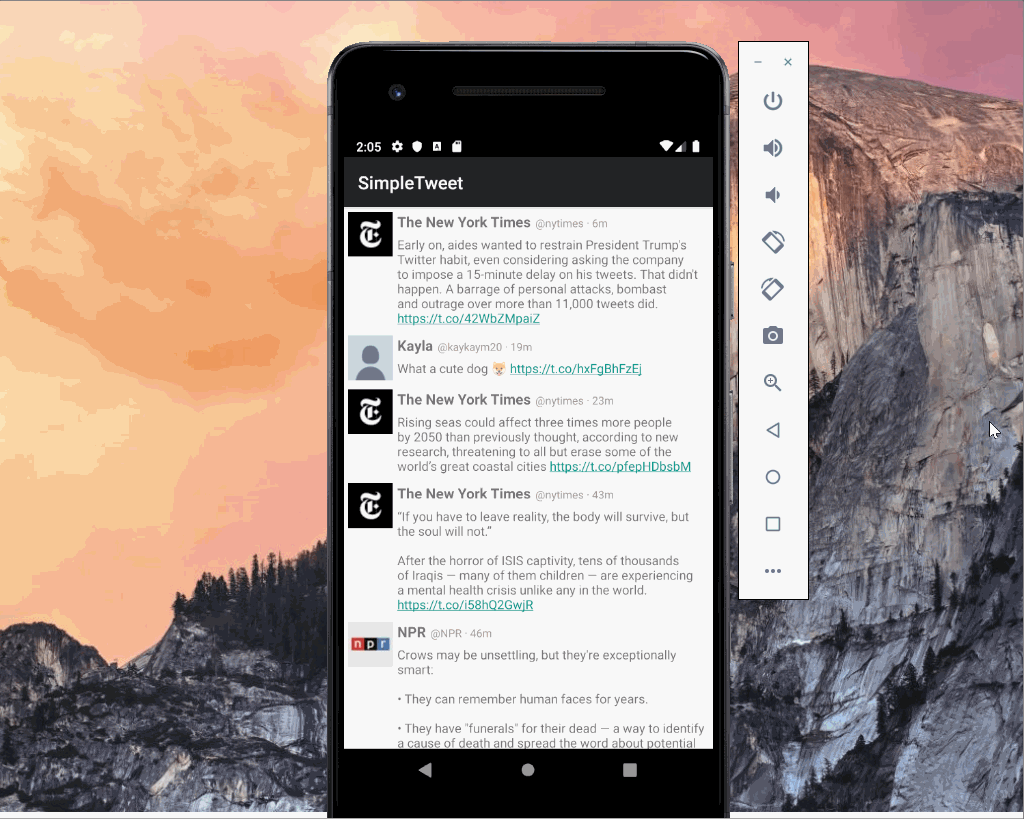 2:05
SimpleTweet
The New York Times @nytimes · 6m
Early on, aides wanted to restrain President Trump's
Twitter habit, even considering asking the company
to impose a 15-minute delay on his tweets. That didn't
happen. A barrage of personal attacks, bombast
and outrage over more than 11,000 tweets did.
https://t.co/42WbZMpaiZ
Kayla @kaykaym20 · 19m
What a cute dog 🐶 https://t.co/hxFgBhFzEj
The New York Times @nytimes · 23m
Rising seas could affect three times more people
by 2050 than previously thought, according to new
research, threatening to all but erase some of the
world's great coastal cities https://t.co/pfepHDbsbM
The New York Times @nytimes · 43m
“If you have to leave reality, the body will survive, but
the soul will not.”
After the horror of ISIS captivity, tens of thousands
of Iraqis — many of them children — are experiencing
a mental health crisis unlike any in the world.
https://t.co/i58hQ2GwjR
npr
NPR @NPR · 46m
Crows may be unsettling, but they're exceptionally
smart:
• They can remember human faces for years.
• They have "funerals" for their dead — a way to identify
a cause of death and spread the word about potential